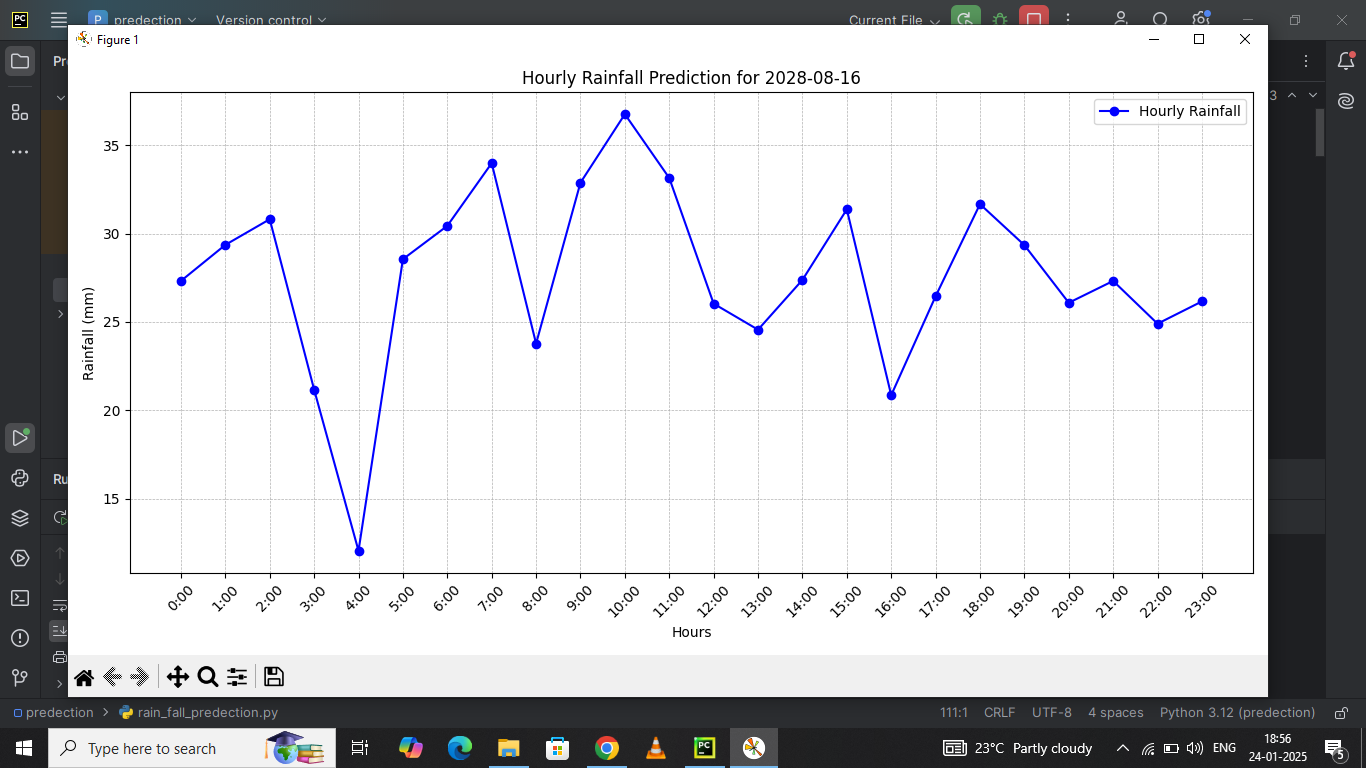 PC
P predection
Version control
Current File
Figure 1
Pr
3
Hourly Rainfall Prediction for 2028-08-16
Hourly Rainfall
35
30
25
20
15
Rainfall (mm)
0:00 1:00 2:00 3:00 4:00 5:00 6:00 7:00 8:00 9:00 10:00 11:00 12:00 13:00 14:00 15:00 16:00 17:00 18:00 19:00 20:00 21:00 22:00 23:00
Hours
Ru
predection > rain_fall_predection.py
111:1 CRLF UTF-8 4 spaces Python 3.12 (predection)
Type here to search
PC
23°C Partly cloudy
ENG
18:56
24-01-2025
5